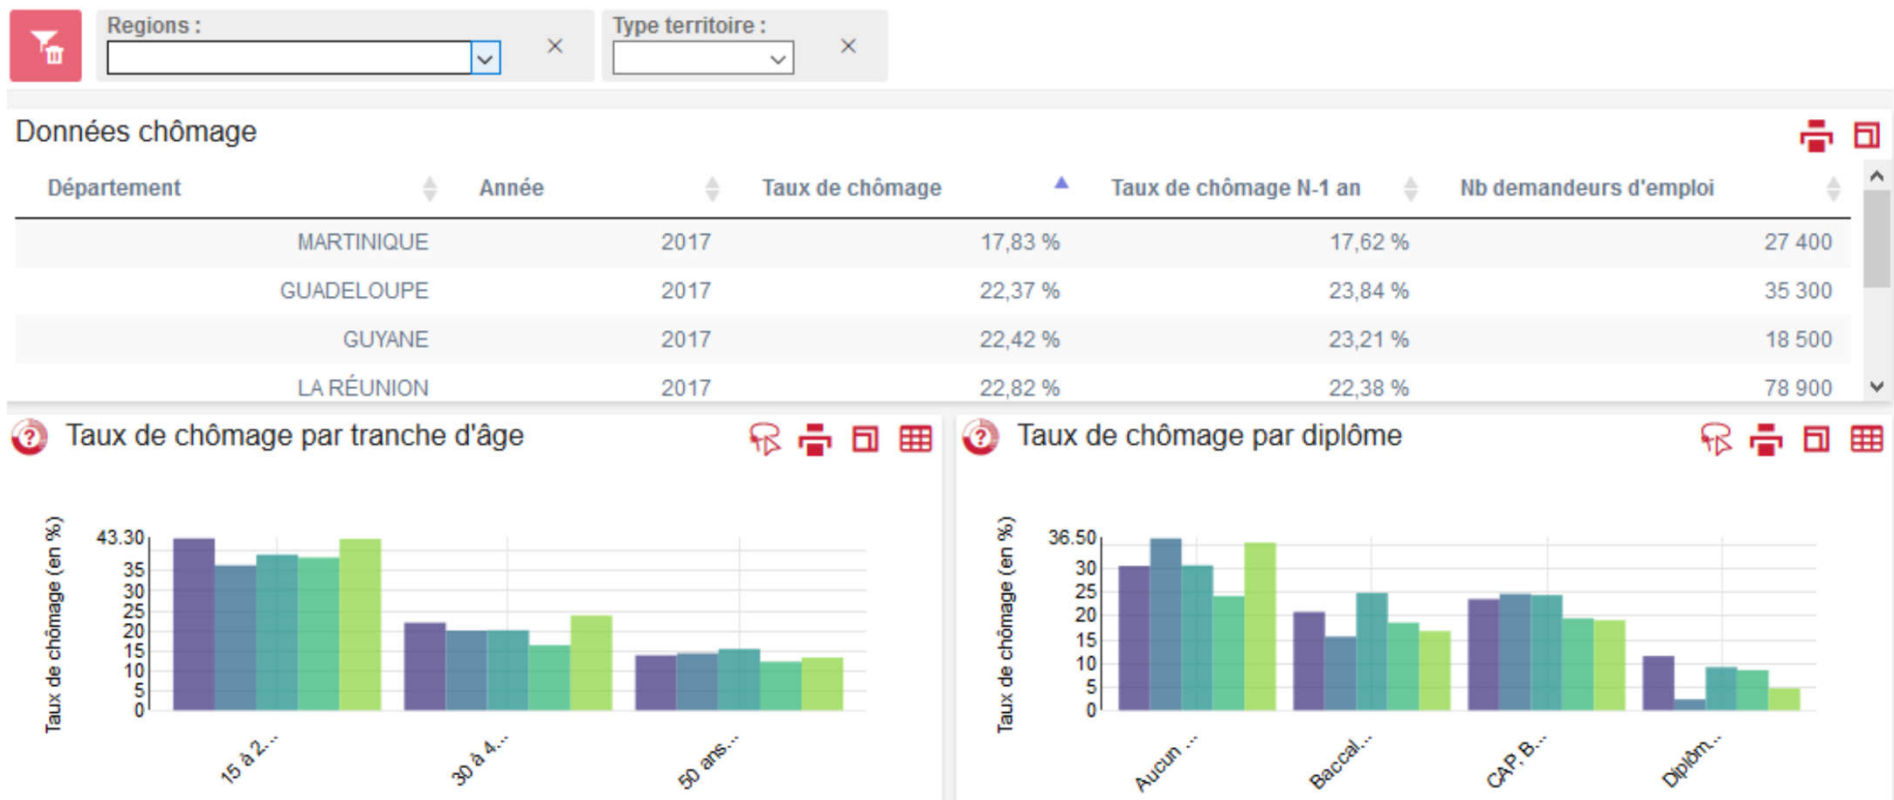 Regions :
Type territoire :
Données chômage
Département Année Taux de chômage Taux de chômage N-1 an Nb demandeurs d'emploi
MARTINIQUE 2017 17,83 % 17,62 % 27 400
GUADELOUPE 2017 22,37 % 23,84 % 35 300
GUYANE 2017 22,42 % 23,21 % 18 500
LA RÉUNION 2017 22,82 % 22,38 % 78 900
? Taux de chômage par tranche d'âge
Taux de chômage (en %)
43.30
35
30
25
20
15
10
5
0
15 à 2...
30 à 4...
50 ans...
? Taux de chômage par diplôme
Taux de chômage (en %)
36.50
30
25
20
15
10
5
0
Aucun ...
Baccal...
CAP, B...
Diplôm...